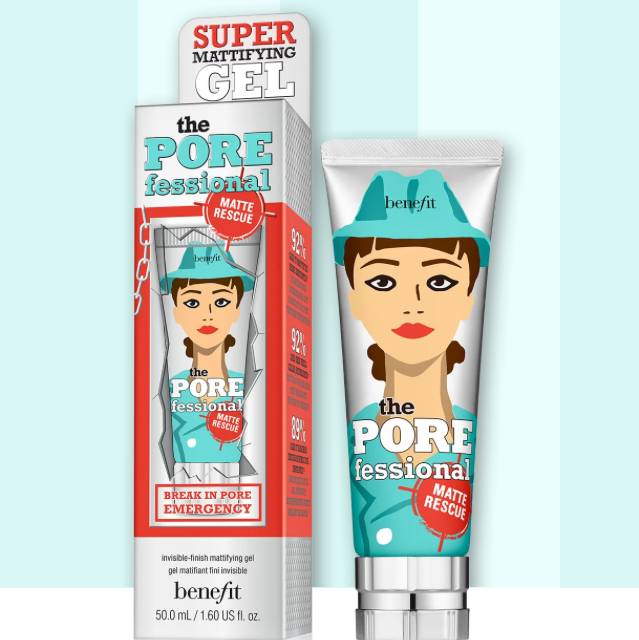 SUPER
MATTIFYING
GEL
the
PORE
fessional
MATTE
RESCUE
benefit
the
PORE
fessional
MATTE
RESCUE
BREAK IN PORE
EMERGENCY
invisible-finish mattifying gel
gel matifiant fini invisible
benefit
50.0 mL / 1.60 US fl. oz.
92%
92%
89%
benefit
the
PORE
fessional
MATTE
RESCUE